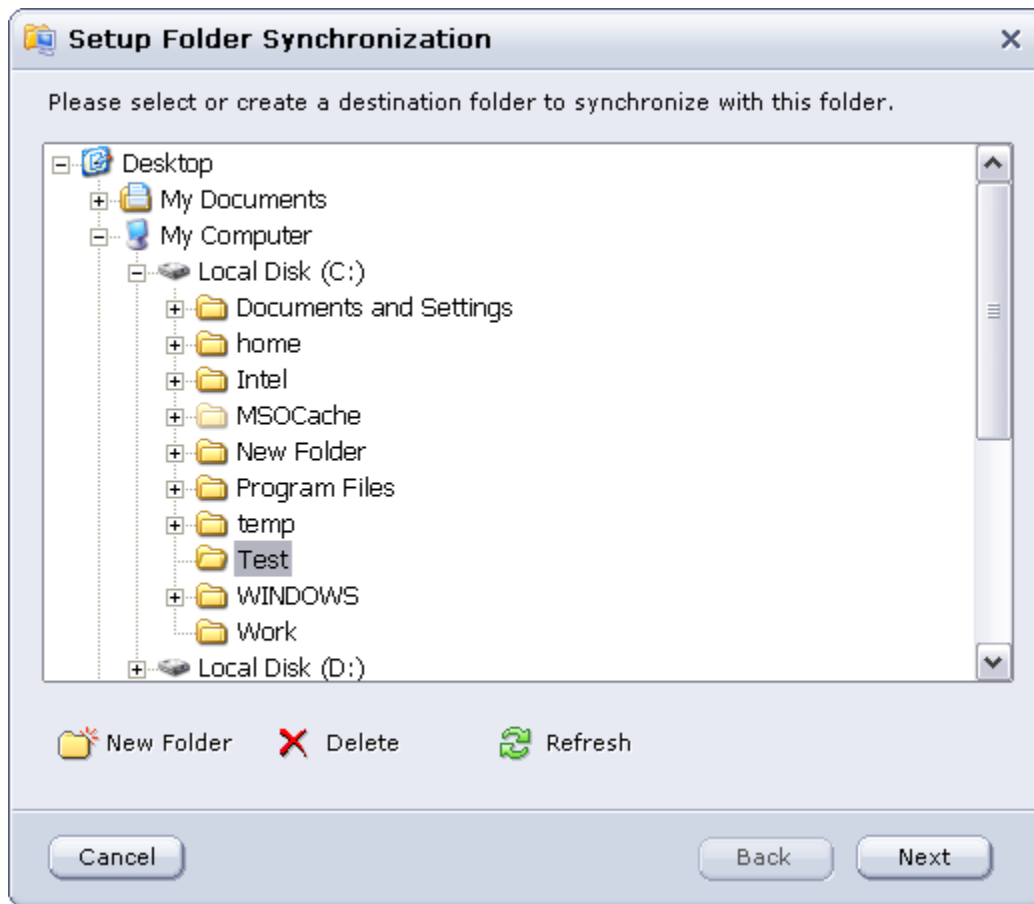 Setup Folder Synchronization
Please select or create a destination folder to synchronize with this folder.
Desktop
My Documents
My Computer
Local Disk (C:)
Documents and Settings
home
Intel
MSOCache
New Folder
Program Files
temp
Test
WINDOWS
Work
Local Disk (D:)
New Folder Delete Refresh
Cancel Back Next